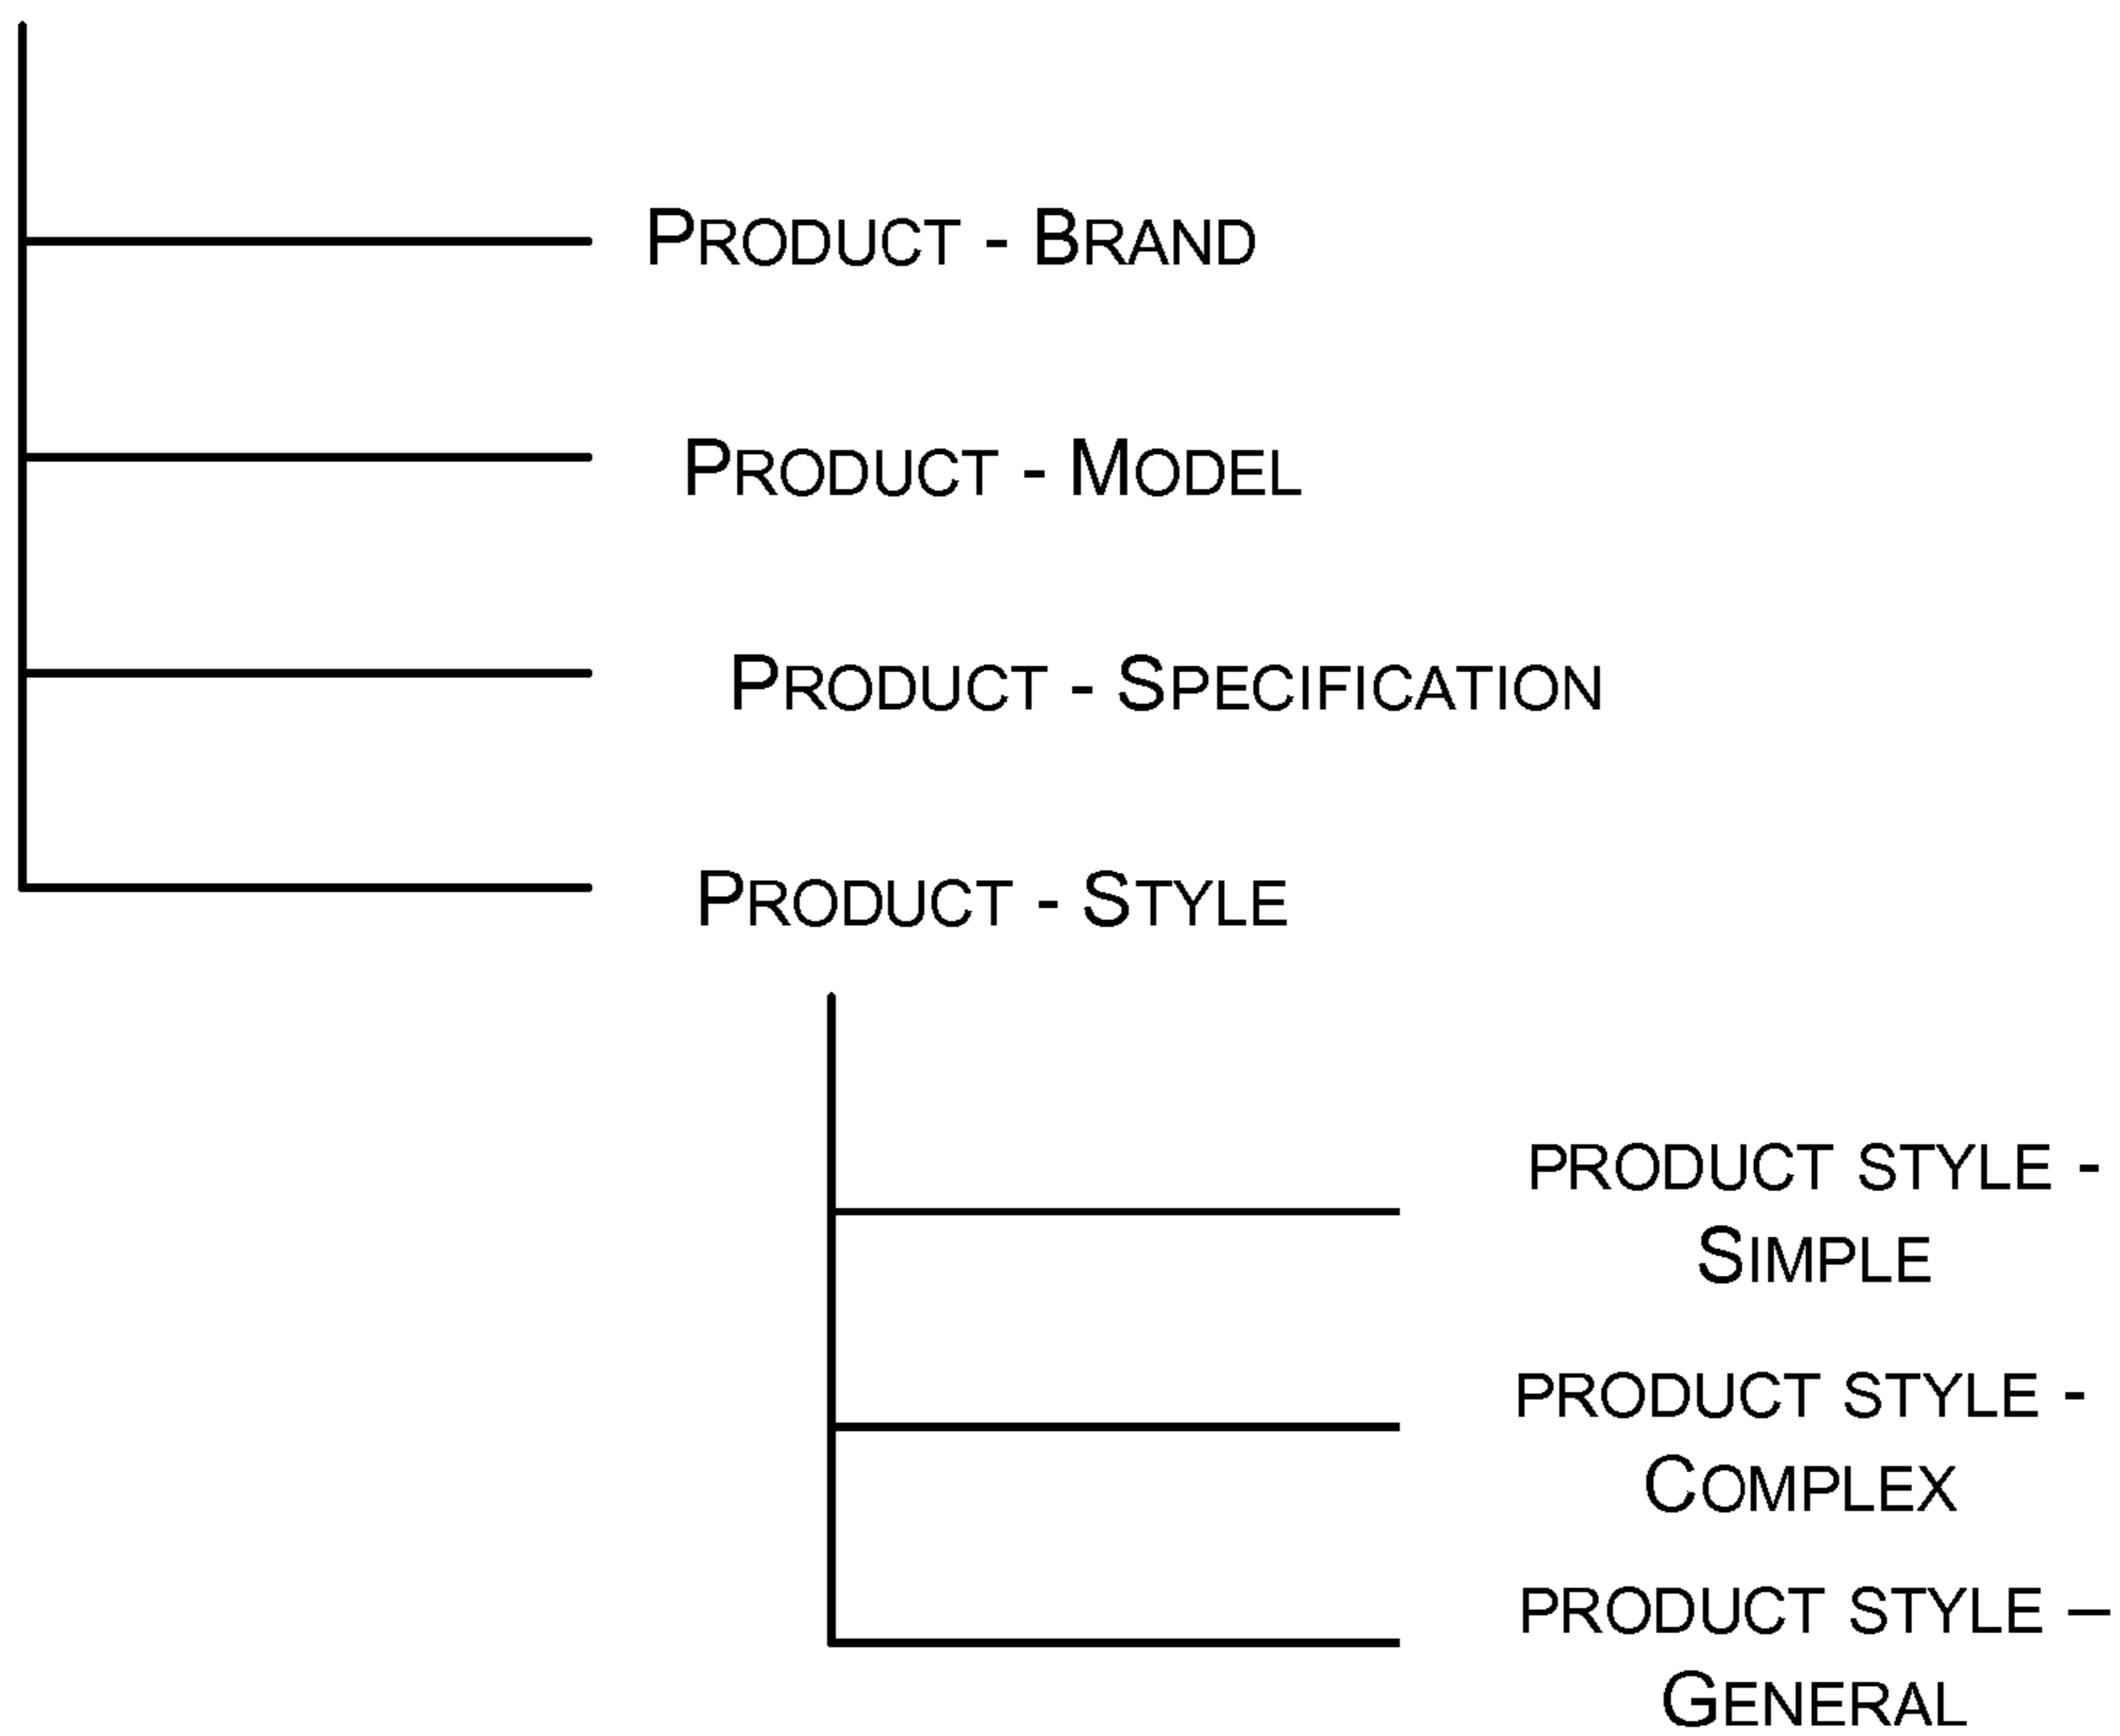 Product - Brand
Product - Model
Product - Specification
Product - Style
product style -
Simple
product style -
Complex
product style –
General